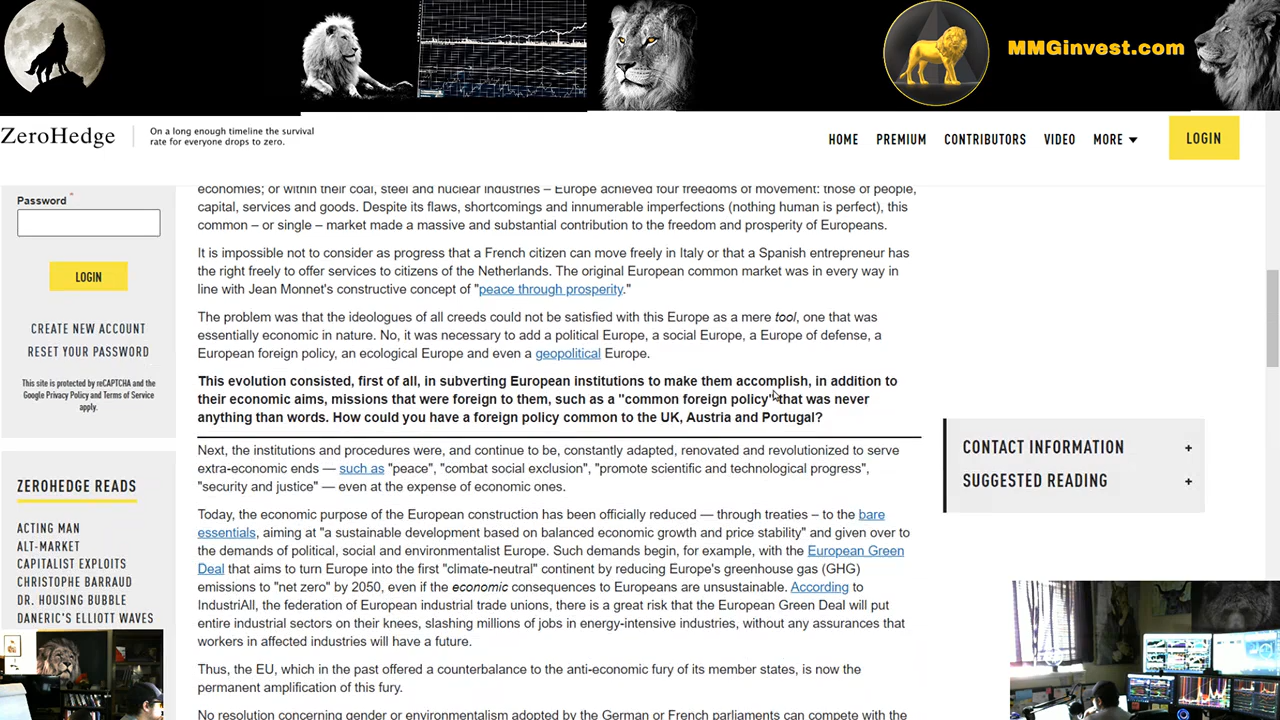 MMGinvest.com
ZeroHedge
On a long enough timeline the survival
rate for everyone drops to zero.
HOME
PREMIUM
CONTRIBUTORS
VIDEO
MORE
LOGIN
Password *
LOGIN
CREATE NEW ACCOUNT
RESET YOUR PASSWORD
This site is protected by reCAPTCHA and the
Google Privacy Policy and Terms of Service
apply.
ZEROHEDGE READS
ACTING MAN
ALT-MARKET
CAPITALIST EXPLOITS
CHRISTOPHE BARRAUD
DR. HOUSING BUBBLE
DANERIC'S ELLIOTT WAVES
economies; or within their coal, steel and nuclear industries – Europe achieved four freedoms of movement: those of people,
capital, services and goods. Despite its flaws, shortcomings and innumerable imperfections (nothing human is perfect), this
common – or single – market made a massive and substantial contribution to the freedom and prosperity of Europeans.
It is impossible not to consider as progress that a French citizen can move freely in Italy or that a Spanish entrepreneur has
the right freely to offer services to citizens of the Netherlands. The original European common market was in every way in
line with Jean Monnet's constructive concept of "peace through prosperity."
The problem was that the ideologues of all creeds could not be satisfied with this Europe as a mere tool, one that was
essentially economic in nature. No, it was necessary to add a political Europe, a social Europe, a Europe of defense, a
European foreign policy, an ecological Europe and even a geopolitical Europe.
This evolution consisted, first of all, in subverting European institutions to make them accomplish, in addition to
their economic aims, missions that were foreign to them, such as a "common foreign policy" that was never
anything than words. How could you have a foreign policy common to the UK, Austria and Portugal?
Next, the institutions and procedures were, and continue to be, constantly adapted, renovated and revolutionized to serve
extra-economic ends — such as "peace", "combat social exclusion", "promote scientific and technological progress",
"security and justice" — even at the expense of economic ones.
Today, the economic purpose of the European construction has been officially reduced — through treaties – to the bare
essentials, aiming at "a sustainable development based on balanced economic growth and price stability" and given over to
the demands of political, social and environmentalist Europe. Such demands begin, for example, with the European Green
Deal that aims to turn Europe into the first "climate-neutral" continent by reducing Europe's greenhouse gas (GHG)
emissions to "net zero" by 2050, even if the economic consequences to Europeans are unsustainable. According to
IndustriAll, the federation of European industrial trade unions, there is a great risk that the European Green Deal will put
entire industrial sectors on their knees, slashing millions of jobs in energy-intensive industries, without any assurances that
workers in affected industries will have a future.
Thus, the EU, which in the past offered a counterbalance to the anti-economic fury of its member states, is now the
permanent amplification of this fury.
No resolution concerning gender or environmentalism adopted by the German or French parliaments can compete with the
CONTACT INFORMATION +
SUGGESTED READING +